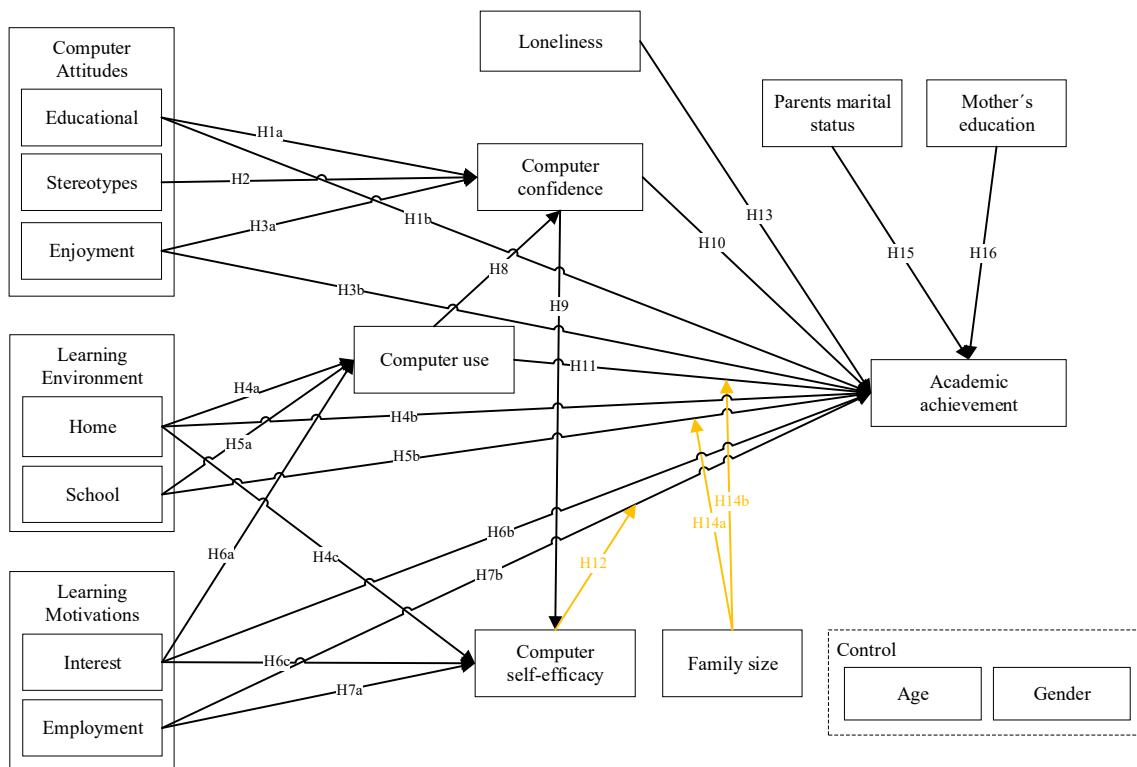 Computer
Attitudes
Educational
Stereotypes
Enjoyment
Learning
Environment
Home
School
Learning
Motivations
Interest
Employment
Loneliness
Computer
confidence
Computer use
Computer
self-efficacy
Family size
Parents marital
status
Mother´s
education
Academic
achievement
Control
Age
Gender
H1a
H2
H3a
H1b
H3b
H8
H9
H10
H13
H15
H16
H11
H4a
H4b
H5a
H5b
H6a
H4c
H6b
H7b
H6c
H7a
H12
H14a
H14b